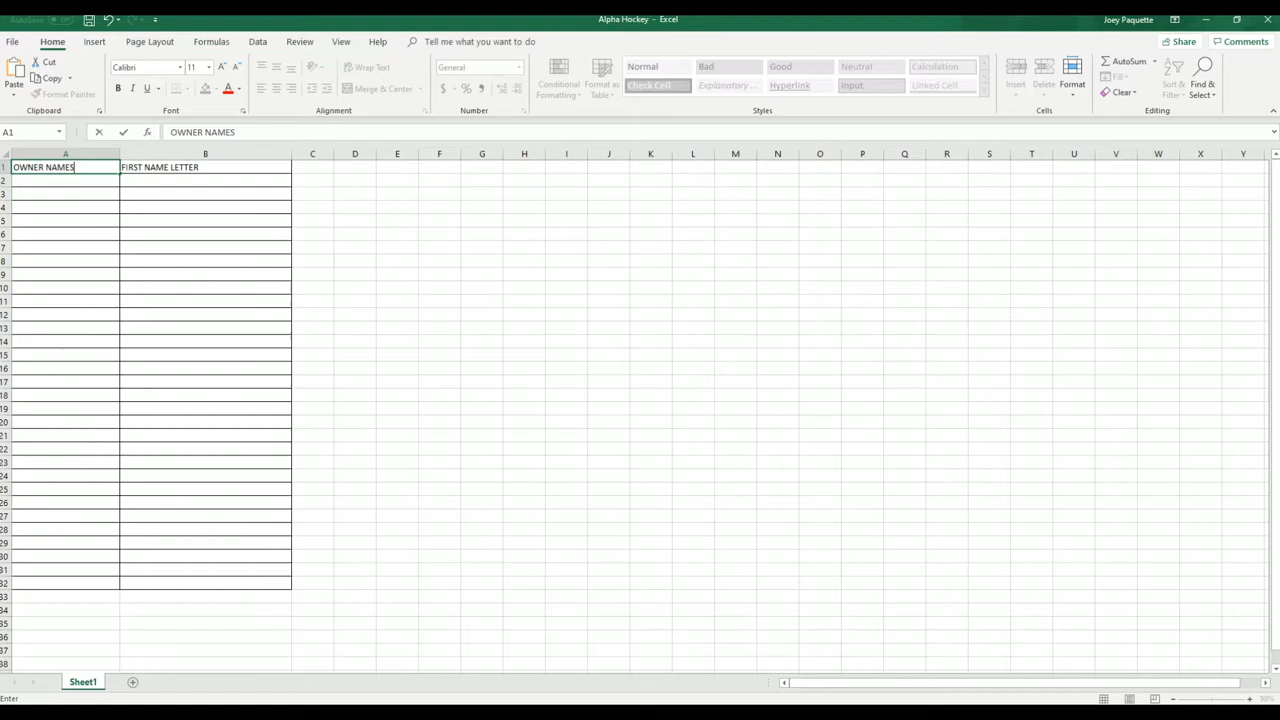 AutoSave Off Alpha Hockey - Excel Joey Paquette
File Home Insert Page Layout Formulas Data Review View Help Tell me what you want to do Share Comments
Paste Cut Copy Format Painter Clipboard
Calibri 11 A A B I U A Font
Wrap Text Merge & Center Alignment
General $ % 9 Number
Conditional Formatting Format as Table
Normal Bad Good Neutral Calculation
Check Cell Explanatory ... Hyperlink Input Linked Cell
Styles
Insert Delete Format Cells
AutoSum Fill Clear Sort & Filter Find & Select Editing
A1 fx OWNER NAMES
A B C D E F G H I J K L M N O P Q R S T U V W X Y
1 OWNER NAMES FIRST NAME LETTER
2
3
4
5
6
7
8
9
10
11
12
13
14
15
16
17
18
19
20
21
22
23
24
25
26
27
28
29
30
31
32
33
34
35
36
37
38
Sheet1
Enter